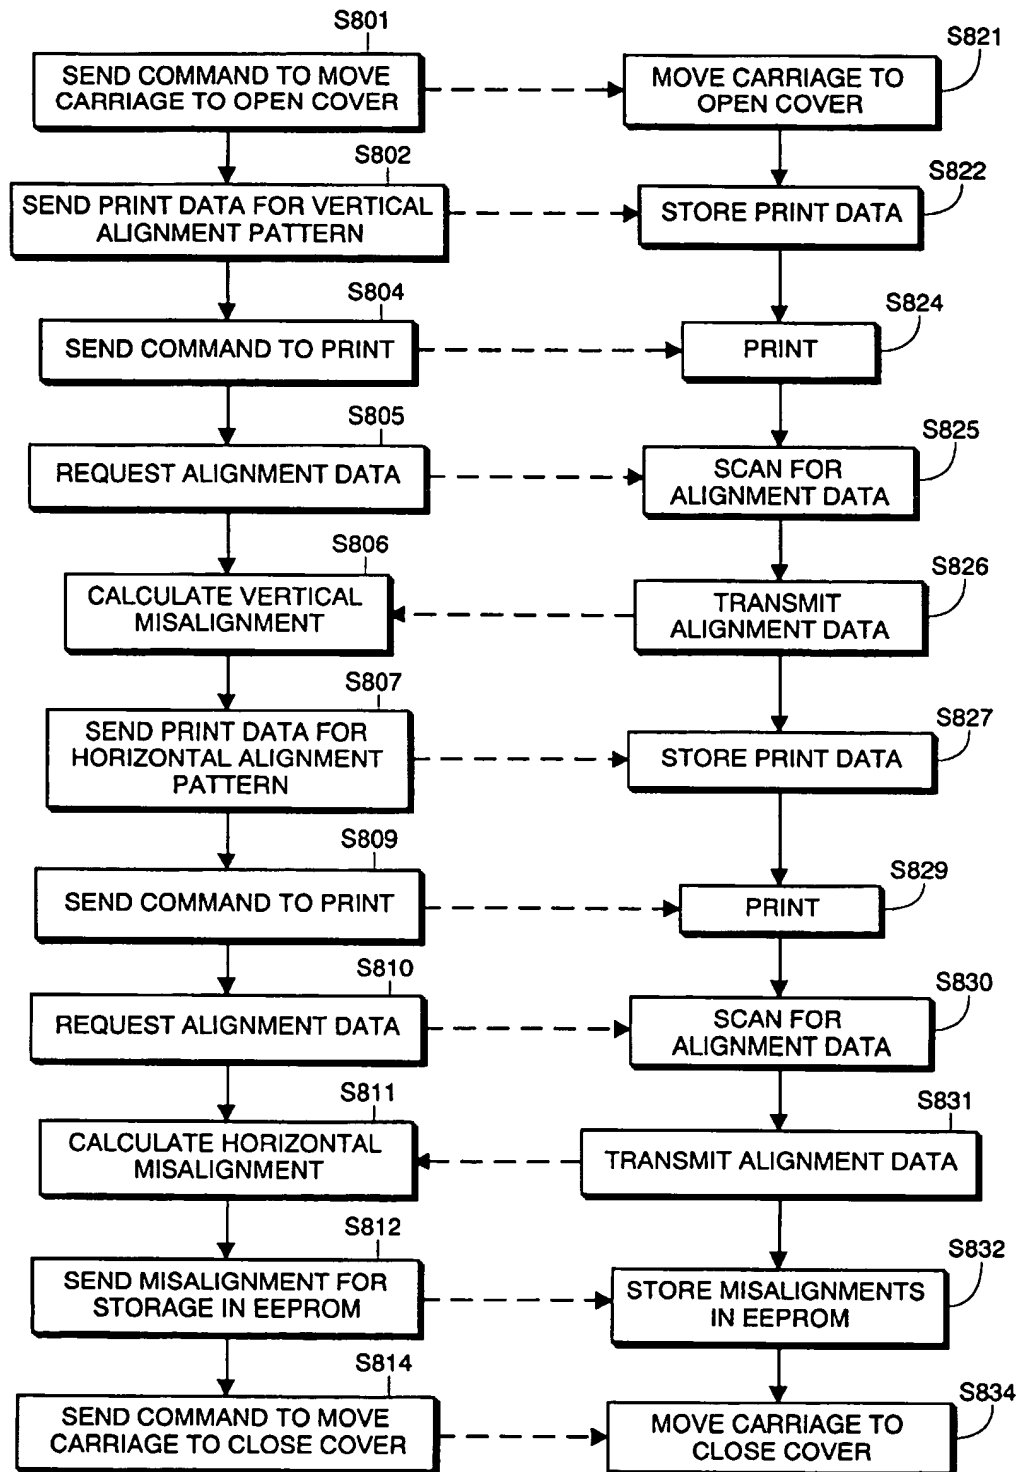 S801
SEND COMMAND TO MOVE
CARRIAGE TO OPEN COVER
S821
MOVE CARRIAGE TO
OPEN COVER
S802
SEND PRINT DATA FOR VERTICAL
ALIGNMENT PATTERN
S822
STORE PRINT DATA
S804
SEND COMMAND TO PRINT
S824
PRINT
S805
REQUEST ALIGNMENT DATA
S825
SCAN FOR
ALIGNMENT DATA
S806
CALCULATE VERTICAL
MISALIGNMENT
S826
TRANSMIT
ALIGNMENT DATA
S807
SEND PRINT DATA FOR
HORIZONTAL ALIGNMENT
PATTERN
S827
STORE PRINT DATA
S809
SEND COMMAND TO PRINT
S829
PRINT
S810
REQUEST ALIGNMENT DATA
S830
SCAN FOR
ALIGNMENT DATA
S811
CALCULATE HORIZONTAL
MISALIGNMENT
S831
TRANSMIT ALIGNMENT DATA
S812
SEND MISALIGNMENT FOR
STORAGE IN EEPROM
S832
STORE MISALIGNMENTS
IN EEPROM
S814
SEND COMMAND TO MOVE
CARRIAGE TO CLOSE COVER
S834
MOVE CARRIAGE TO
CLOSE COVER